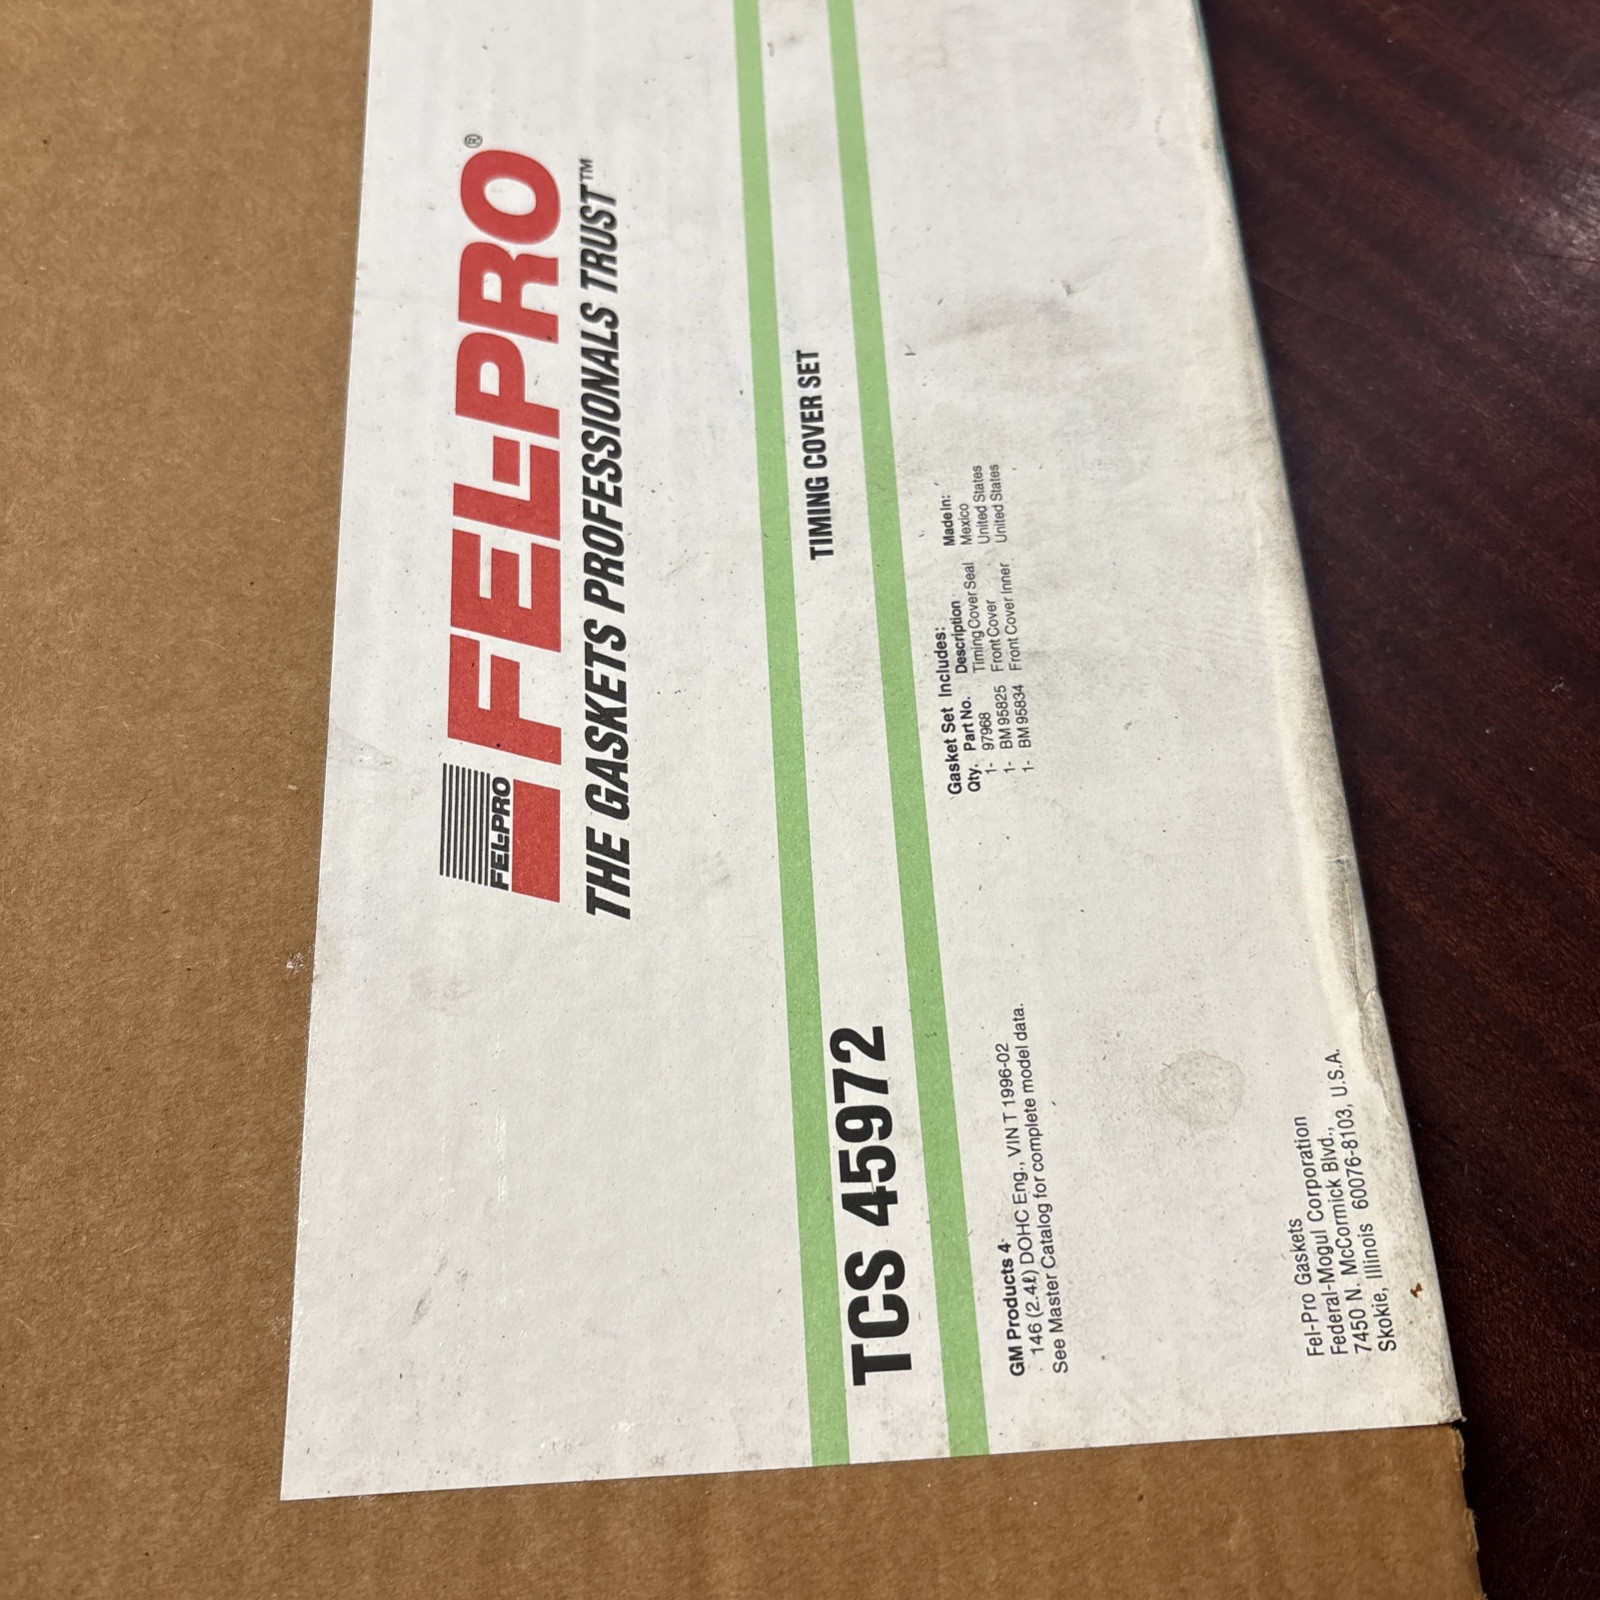 FEL-PRO
FEL-PRO®
THE GASKETS PROFESSIONALS TRUST™
TIMING COVER SET
TCS 45972
GM Products 4
146 (2.4ℓ) DOHC Eng., VIN T 1996-02
See Master Catalog for complete model data.
Gasket Set Includes:
Qty. Part No. Description Made In:
1- 97968 Timing Cover Seal Mexico
1- BM 95825 Front Cover United States
1- BM 95834 Front Cover Inner United States
Fel-Pro Gaskets
Federal-Mogul Corporation
7450 N. McCormick Blvd.,
Skokie, Illinois 60076-8103, U.S.A.